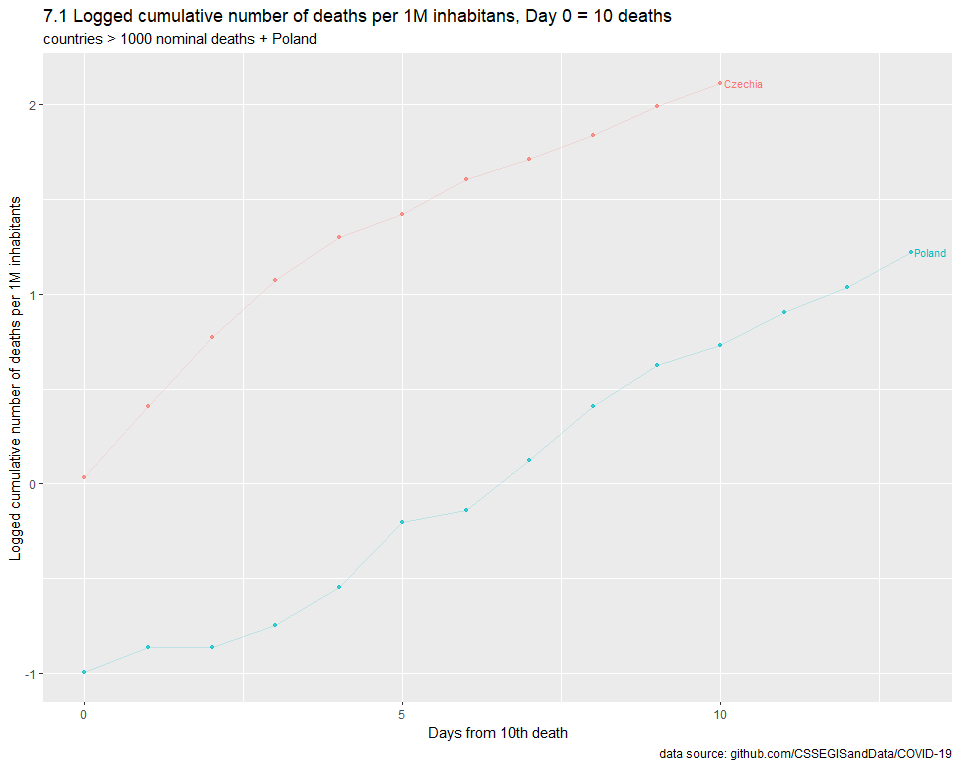 7.1 Logged cumulative number of deaths per 1M inhabitans, Day 0 = 10 deaths
countries > 1000 nominal deaths + Poland
Logged cumulative number of deaths per 1M inhabitants
2
1
0
-1
Czechia
Poland
0
5
10
Days from 10th death
data source: github.com/CSSEGISandData/COVID-19